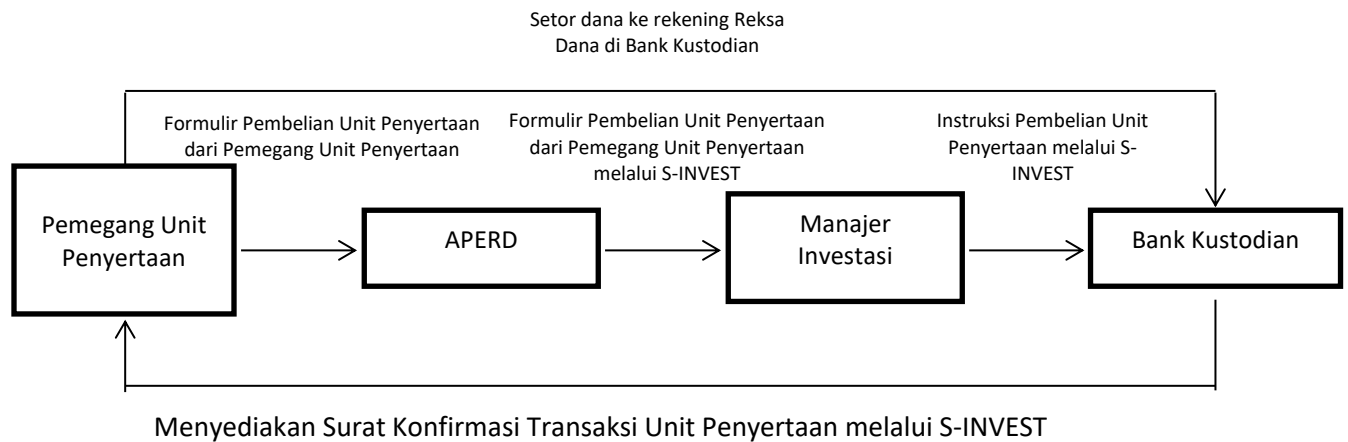 Setor dana ke rekening Reksa
Dana di Bank Kustodian
Formulir Pembelian Unit Penyertaan
dari Pemegang Unit Penyertaan
Formulir Pembelian Unit Penyertaan
dari Pemegang Unit Penyertaan
melalui S-INVEST
Instruksi Pembelian Unit
Penyertaan melalui S-
INVEST
Pemegang Unit
Penyertaan
APERD
Manajer
Investasi
Bank Kustodian
Menyediakan Surat Konfirmasi Transaksi Unit Penyertaan melalui S-INVEST